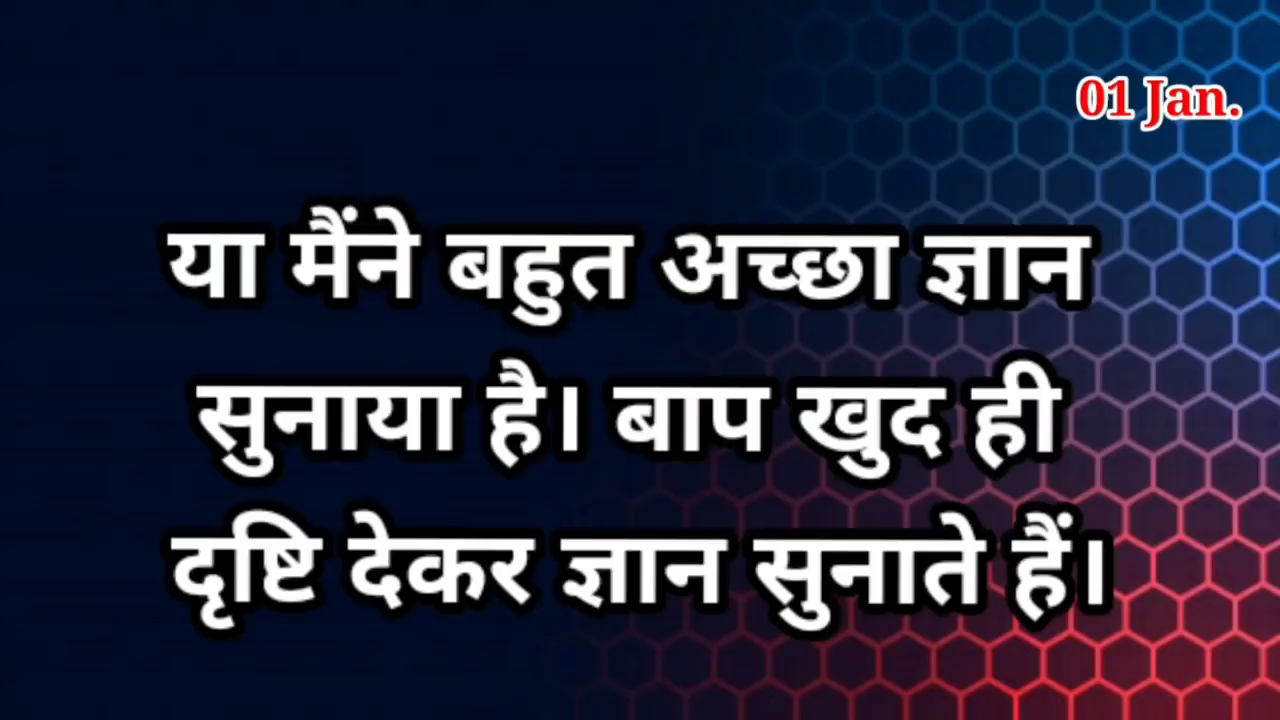 01 Jan.
या मैंने बहुत अच्छा ज्ञान
सुनाया है। बाप खुद ही
दृष्टि देकर ज्ञान सुनाते हैं।